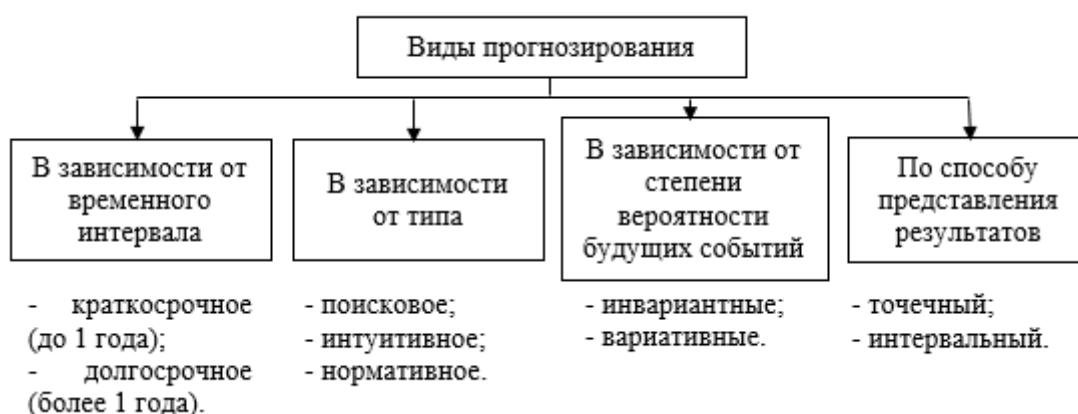 Виды прогнозирования
В зависимости от
временного
интервала
В зависимости
от типа
В зависимости от
степени
вероятности
будущих событий
По способу
представления
результатов
- краткосрочное
(до 1 года);
- долгосрочное
(более 1 года).
- поисковое;
- интуитивное;
- нормативное.
- инвариантные;
- вариативные.
- точечный;
- интервальный.